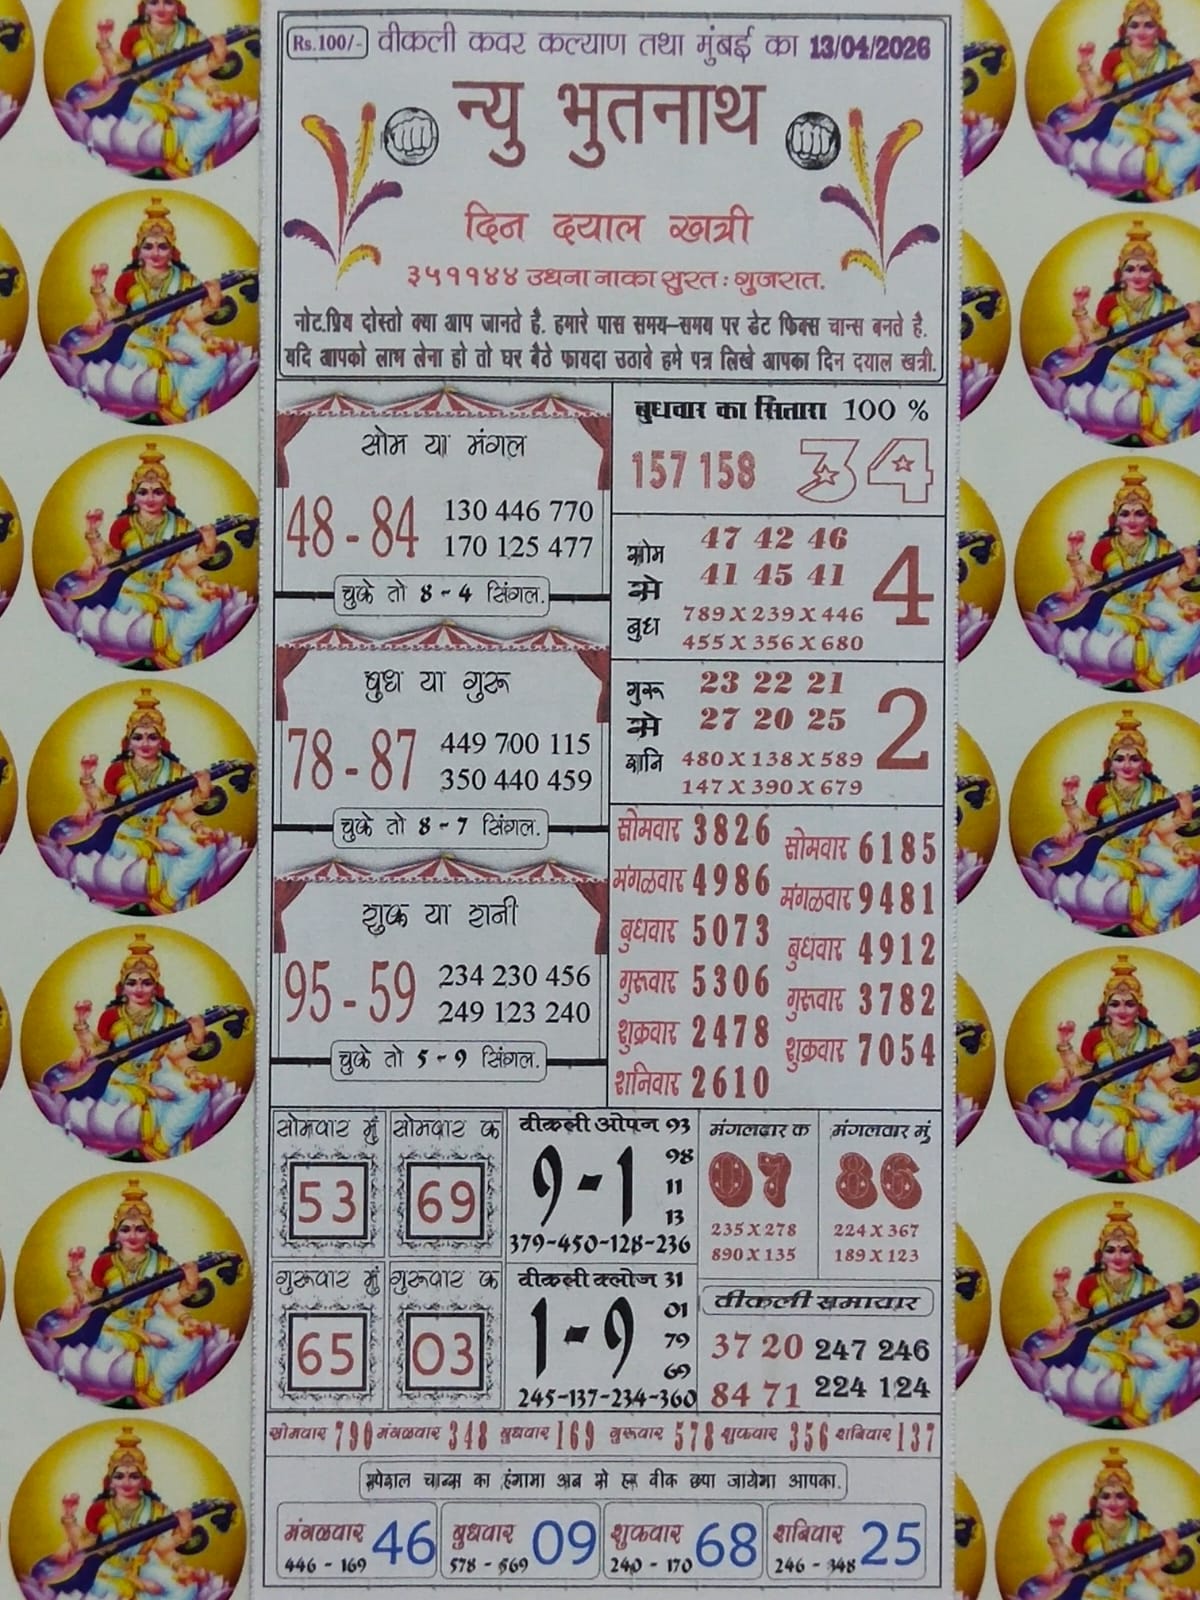 Rs.100/- वीकली कवर कल्याण तथा मुंबई का 13/04/2026
न्यु भुतनाथ
दिन दयाल खत्री
३५११४४ उधना नाका सुरत : गुजरात.
नोट.प्रिय दोस्तो क्या आप जानते है. हमारे पास समय-समय पर डेट फिक्स चान्स बनते है.
यदि आपको लाभ लेना हो तो घर बैठे फायदा उठावे हमे पत्र लिखे आपका दिन दयाल खत्री.
सोम या मंगल
48 - 84
130 446 770
170 125 477
चुके तो 8 - 4 सिंगल.
बुध या गुरू
78 - 87
449 700 115
350 440 459
चुके तो 8 - 7 सिंगल.
शुक्र या शनी
95 - 59
234 230 456
249 123 240
चुके तो 5 - 9 सिंगल.
बुधवार का सितारा 100 %
157 158 34
सोम से बुध
47 42 46
41 45 41
789 X 239 X 446
455 X 356 X 680
4
गुरू से शनि
23 22 21
27 20 25
480 X 138 X 589
147 X 390 X 679
2
सोमवार 3826
मंगळवार 4986
बुधवार 5073
गुरूवार 5306
शुक्रवार 2478
शनिवार 2610
सोमवार 6185
मंगळवार 9481
बुधवार 4912
गुरूवार 3782
शुक्रवार 7054
सोमवार मुं
53
सोमवार क
69
वीकली ओपन 93
9 - 1
98
11
13
379-450-128-236
मंगलवार क
07
235 X 278
890 X 135
मंगलवार मुं
86
224 X 367
189 X 123
गुरूवार मुं
65
गुरूवार क
03
वीकली क्लोज 31
1 - 9
01
79
69
245-137-234-360
वीकली समाचार
37 20 247 246
84 71 224 124
सोमवार 790 मंगळवार 348 बुधवार 169 गुरूवार 578 शुक्रवार 356 शनिवार 137
स्पेशल चान्स का हंगामा अब से हर वीक छपा जायेगा आपका.
मंगळवार 46
446 - 169
बुधवार 09
578 - 569
शुक्रवार 68
240 - 170
शनिवार 25
246 - 348